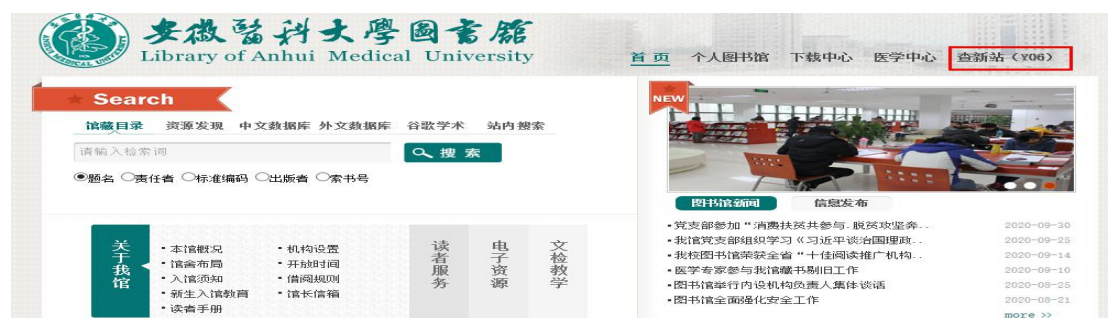 安徽醫科大學圖書館
Library of Anhui Medical University
首页 个人图书馆 下载中心 医学中心 查新站(Y06)
Search
馆藏目录 资源发现 中文数据库 外文数据库 谷歌学术 站内搜索
请输入检索词
搜索
题名 责任者 标准编码 出版者 索书号
关于我馆
·本馆概况 ·机构设置
·馆舍布局 ·开放时间
·入馆须知 ·借阅规则
·新生入馆教育 ·馆长信箱
·读者手册
读者服务
电子资源
文检教学
NEW
图书馆新闻 信息发布
·党支部参加“消费扶贫共参与.脱贫攻坚奔.. 2020-09-30
·我馆党支部组织学习《习近平谈治国理政.. 2020-09-25
·我校图书馆荣获全省“十佳阅读推广机构.. 2020-09-14
·医学专家参与我馆藏书剔旧工作 2020-09-10
·图书馆举行内设机构负责人集体谈话 2020-08-25
·图书馆全面强化安全工作 2020-08-21
more >>